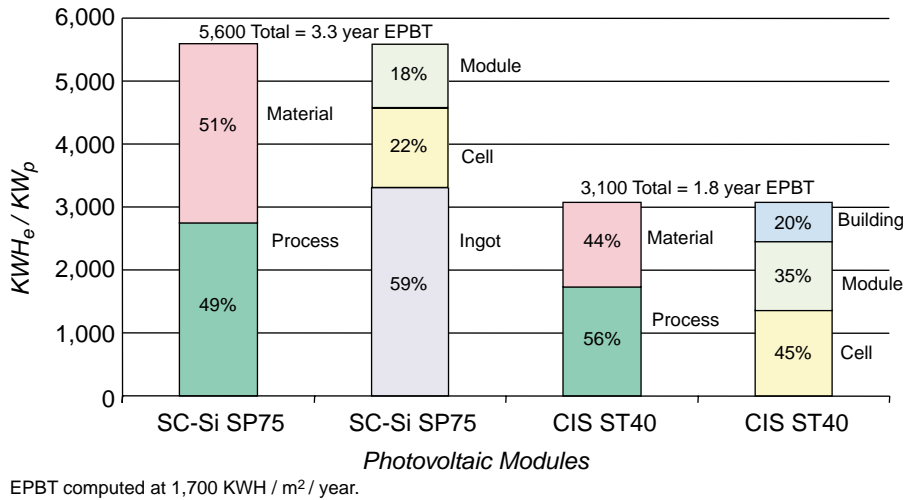 6,000
5,600 Total = 3.3 year EPBT
18%
Module
5,000
51%
Material
4,000
22%
Cell
3,100 Total = 1.8 year EPBT
KWHₑ / KWₚ
3,000
Process
Ingot
44%
Material
20%
Building
2,000
49%
59%
35%
Module
56%
Process
1,000
45%
Cell
0
SC-Si SP75 SC-Si SP75 CIS ST40 CIS ST40
Photovoltaic Modules
EPBT computed at 1,700 KWH / m² / year.